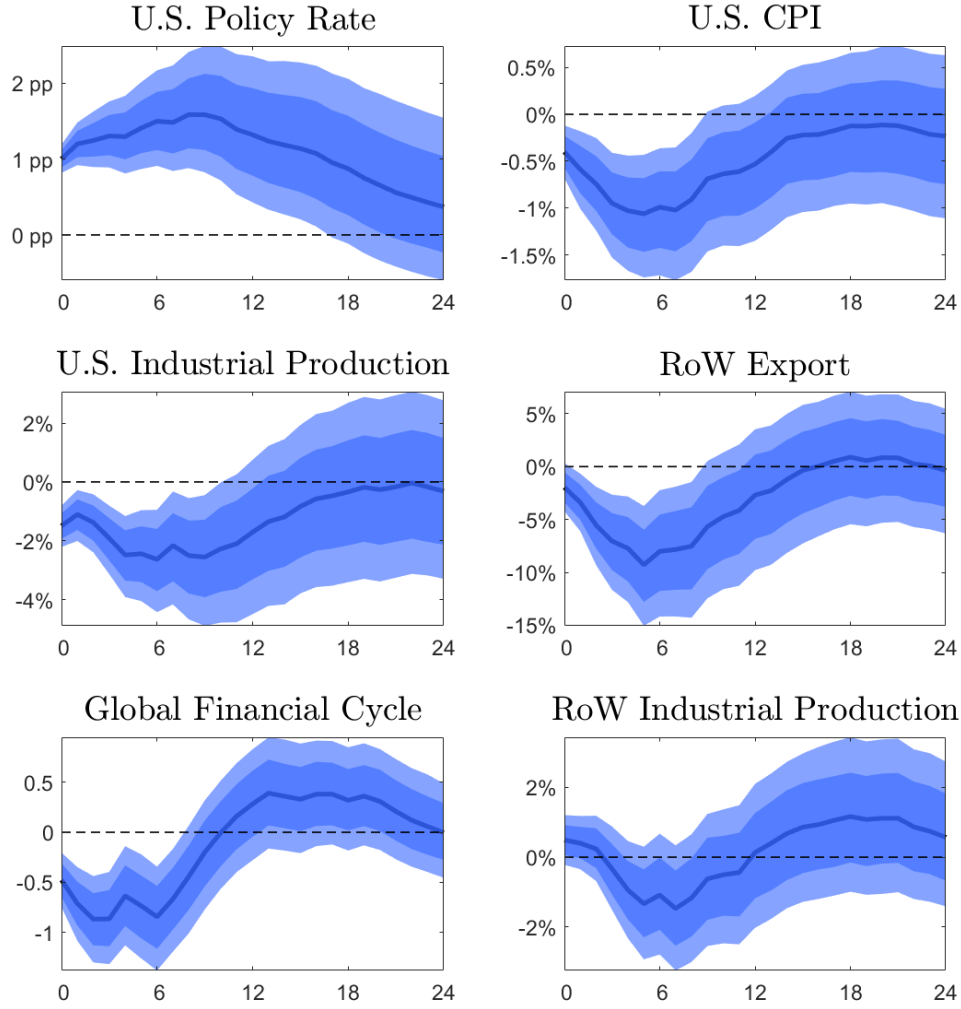 U.S. Policy Rate
2 pp
1 pp
0 pp
0 6 12 18 24
U.S. CPI
0.5%
0%
-0.5%
-1%
-1.5%
0 6 12 18 24
U.S. Industrial Production
2%
0%
-2%
-4%
0 6 12 18 24
RoW Export
5%
0%
-5%
-10%
-15%
0 6 12 18 24
Global Financial Cycle
0.5
0
-0.5
-1
0 6 12 18 24
RoW Industrial Production
2%
0%
-2%
0 6 12 18 24